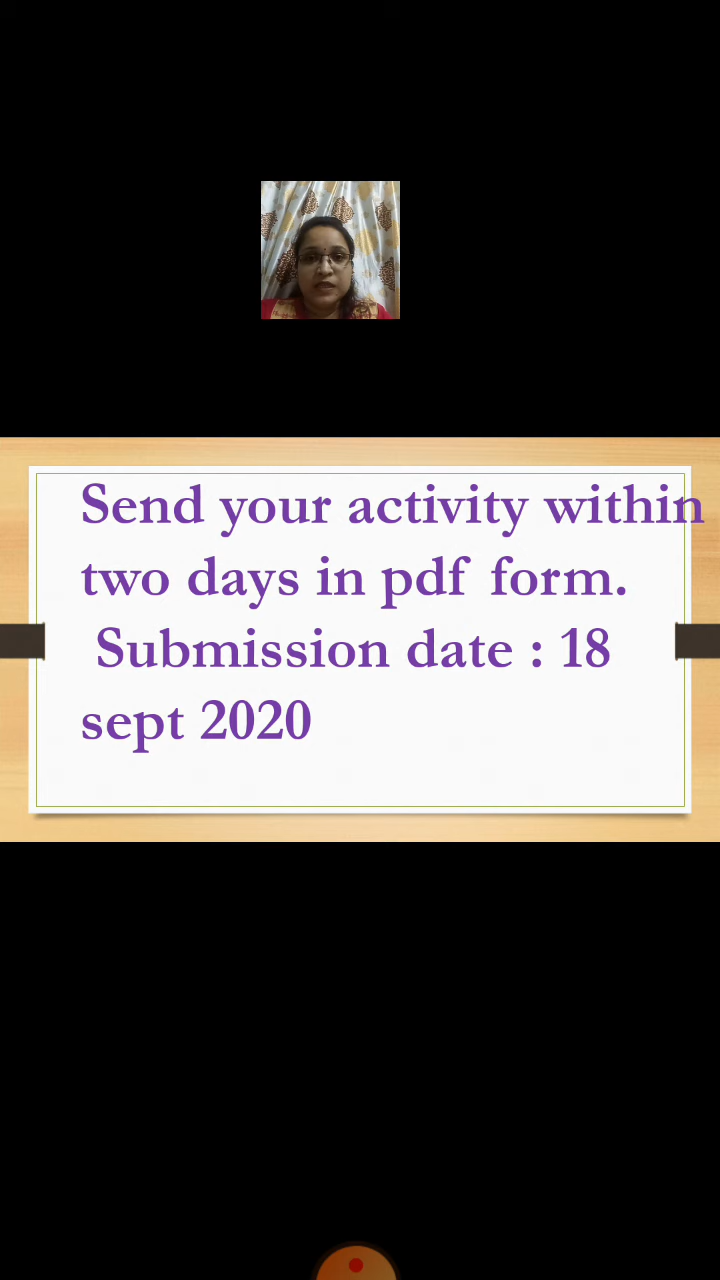 Send your activity within
two days in pdf form.
Submission date : 18
sept 2020